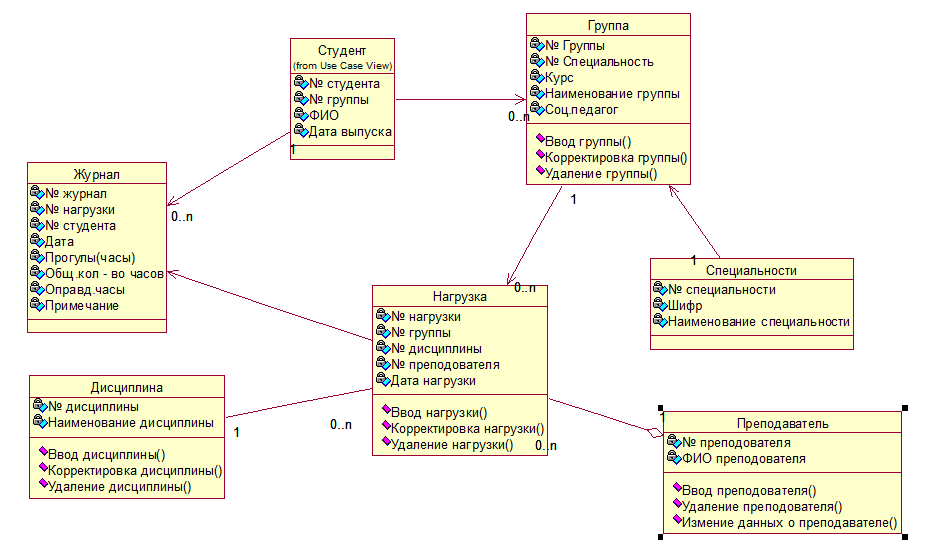 Группа
№ Группы
№ Специальность
Курс
Наименование группы
Соц.педагог
Ввод группы()
Корректировка группы()
Удаление группы()
Студент
(from Use Case View)
№ студента
№ группы
ФИО
Дата выпуска
0..n
1
Журнал
№ журнал
№ нагрузки
№ студента
Дата
Прогулы(часы)
Общ.кол - во часов
Оправд.часы
Примечание
0..n
1
1
Специальности
№ специальности
Шифр
Наименование специальности
0..n
Нагрузка
№ нагрузки
№ группы
№ дисциплины
№ преподователя
Дата нагрузки
Ввод нагрузки()
Корректировка нагрузки()
Удаление нагрузки()
Дисциплина
№ дисциплины
Наименование дисциплины
Ввод дисциплины()
Корректировка дисциплины()
Удаление дисциплины()
1
0..n
0..n
1
Преподаватель
№ преподователя
ФИО преподователя
Ввод преподователя()
Удаление преподователя()
Измение данных о преподавателе()